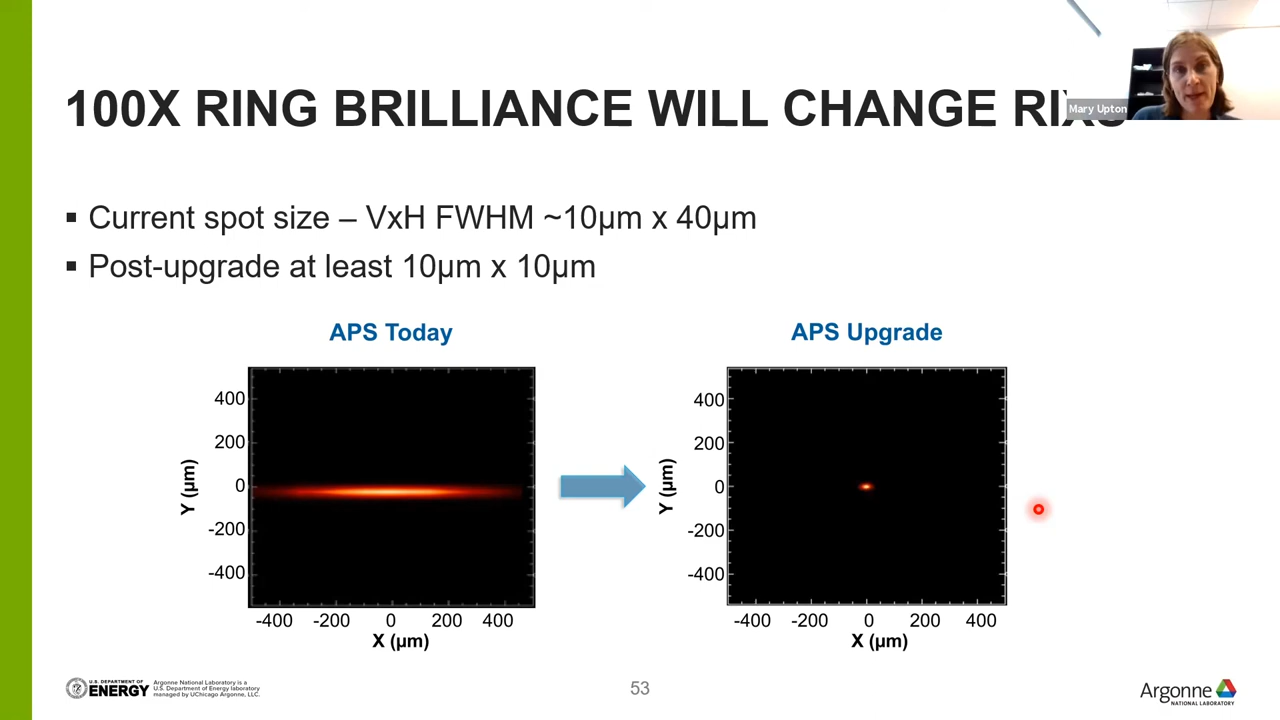 100X RING BRILLIANCE WILL CHANGE RIXS
Mary Upton
▪ Current spot size – VxH FWHM ~10µm x 40µm
▪ Post-upgrade at least 10µm x 10µm
APS Today
400
200
0
-200
-400
Y (µm)
-400 -200 0 200 400
X (µm)
APS Upgrade
400
200
0
-200
-400
Y (µm)
-400 -200 0 200 400
X (µm)
U.S. DEPARTMENT OF
ENERGY
Argonne National Laboratory is a
U.S. Department of Energy laboratory
managed by UChicago Argonne, LLC.
53
Argonne
NATIONAL LABORATORY